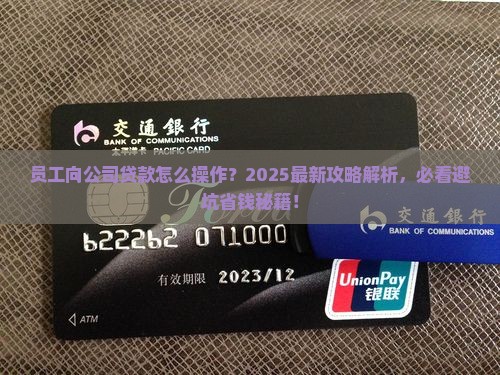 交通銀行
BANK OF COMMUNICATIONS
太平洋卡 PACIFIC CARD
员工向公司贷款怎么操作？2025最新攻略解析，必看避
坑省钱秘籍！
交通銀行
BANK OF COMMUNICATIONS
622262 071000
有效期限 2023/12
UnionPay
银联
ATM